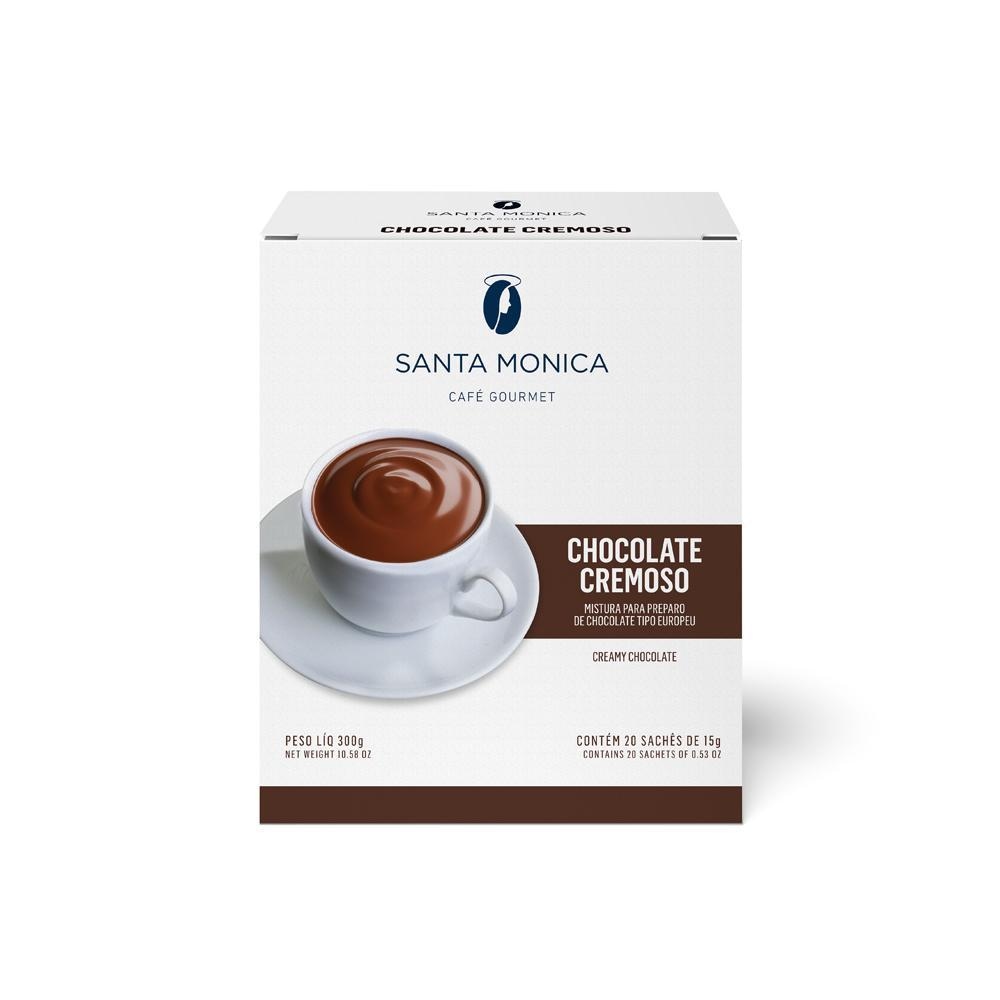 SANTA MONICA
CAFÉ GOURMET
CHOCOLATE CREMOSO
SANTA MONICA
CAFÉ GOURMET
CHOCOLATE
CREMOSO
MISTURA PARA PREPARO
DE CHOCOLATE TIPO EUROPEU
CREAMY CHOCOLATE
PESO LÍQ 300g
NET WEIGHT 10.58 OZ
CONTÉM 20 SACHÊS DE 15g
CONTAINS 20 SACHETS OF 0.53 OZ